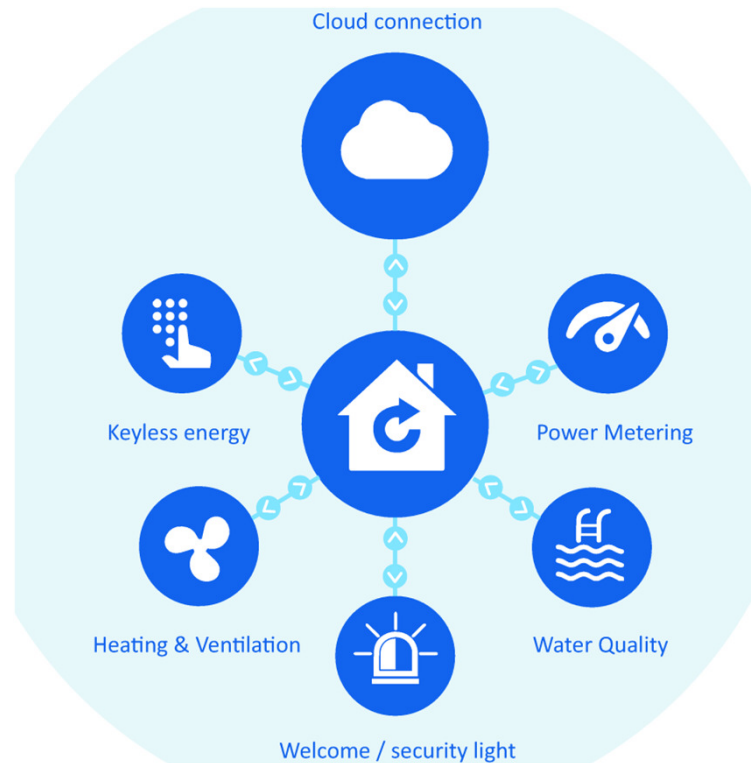 Cloud connection
Keyless energy
Power Metering
Heating & Ventilation
Water Quality
Welcome / security light